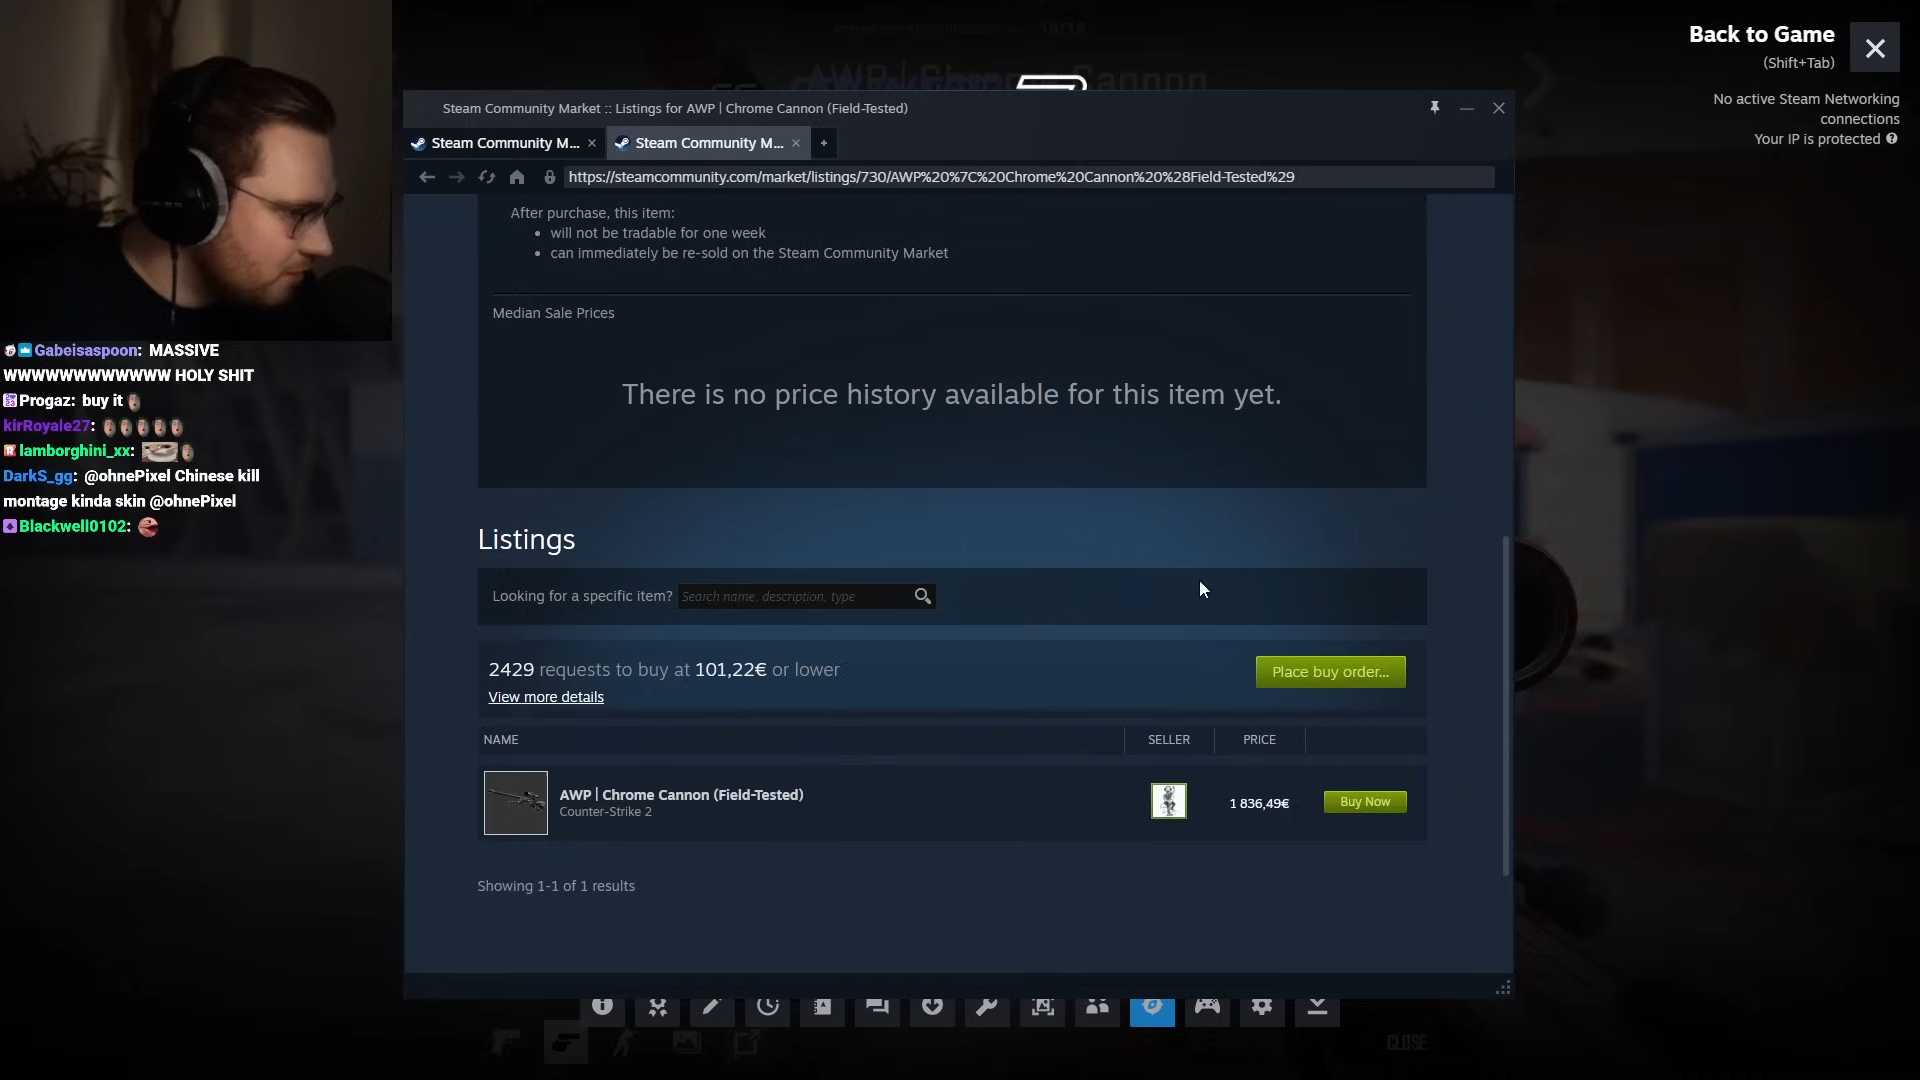 AWP | Chrome Cannon
Back to Game
(Shift+Tab)
No active Steam Networking
connections
Your IP is protected
Steam Community Market :: Listings for AWP | Chrome Cannon (Field-Tested)
Steam Community M...
Steam Community M...
https://steamcommunity.com/market/listings/730/AWP%20%7C%20Chrome%20Cannon%20%28Field-Tested%29
After purchase, this item:
• will not be tradable for one week
• can immediately be re-sold on the Steam Community Market
Median Sale Prices
There is no price history available for this item yet.
Gabeisaspoon: MASSIVE
WWWWWWWWWWWW HOLY SHIT
Progaz: buy it
kirRoyale27:
lamborghini_xx:
DarkS_gg: @ohnePixel Chinese kill
montage kinda skin @ohnePixel
Blackwell0102:
Listings
Looking for a specific item? Search name, description, type
2429 requests to buy at 101,22€ or lower
Place buy order...
View more details
NAME SELLER PRICE
AWP | Chrome Cannon (Field-Tested)
Counter-Strike 2
1 836,49€ Buy Now
Showing 1-1 of 1 results
CLOSE